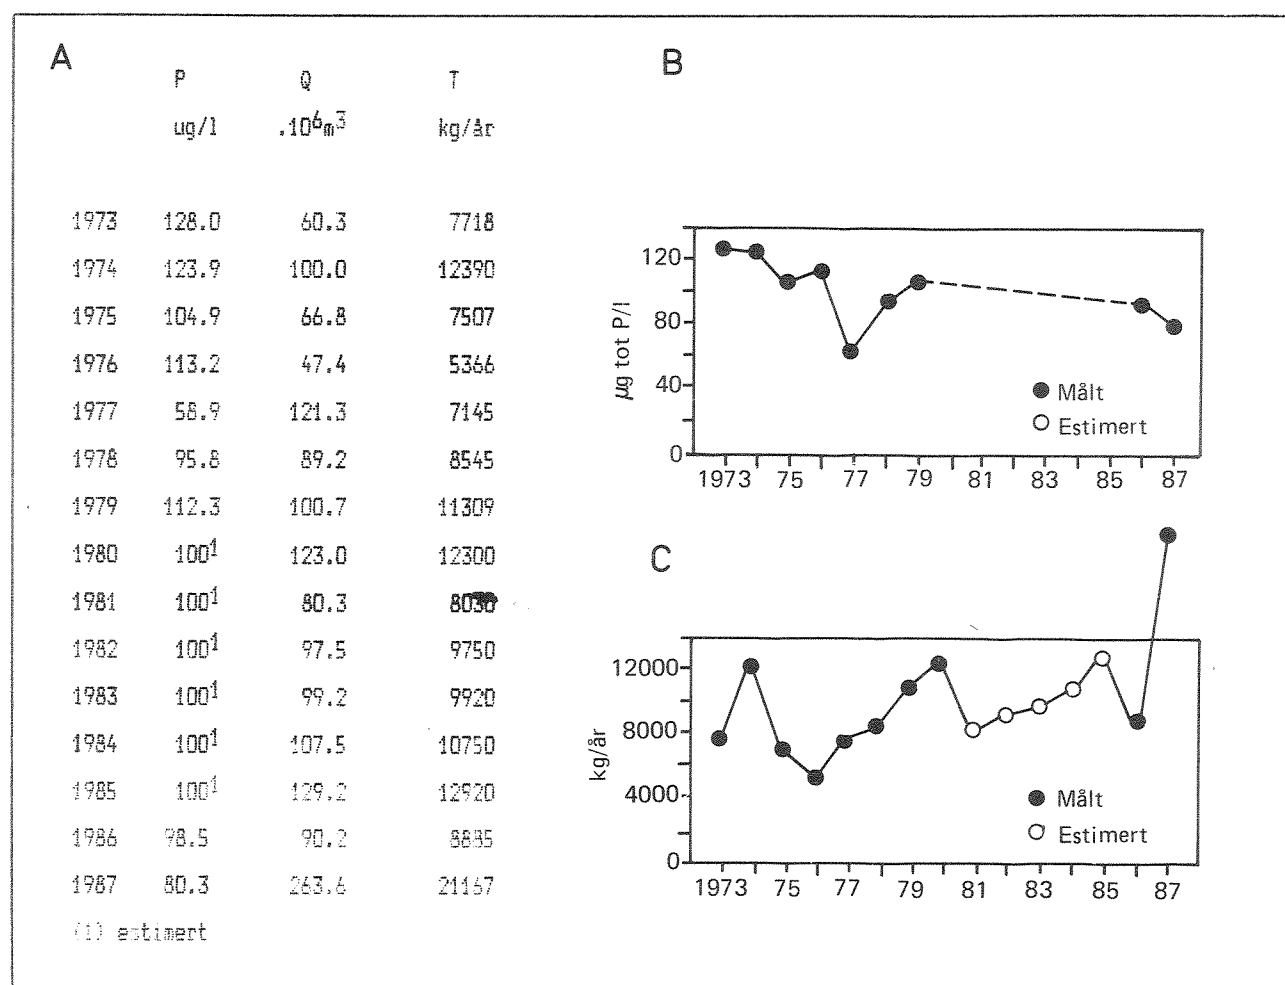 A
P Q T
ug/l .10⁶m³ kg/år
1973 128.0 60.3 7718
1974 123.9 100.0 12390
1975 104.9 66.8 7507
1976 113.2 47.4 5366
1977 58.9 121.3 7145
1978 95.8 89.2 8545
1979 112.3 100.7 11309
1980 100¹ 123.0 12300
1981 100¹ 80.3 8030
1982 100¹ 97.5 9750
1983 100¹ 99.2 9920
1984 100¹ 107.5 10750
1985 100¹ 129.2 12920
1986 98.5 90.2 8885
1987 80.3 263.6 21167
(1) estimert
B
µg tot P/l
120
80
40
0
Målt
Estimert
1973 75 77 79 81 83 85 87
C
kg/år
12000
8000
4000
0
Målt
Estimert
1973 75 77 79 81 83 85 87